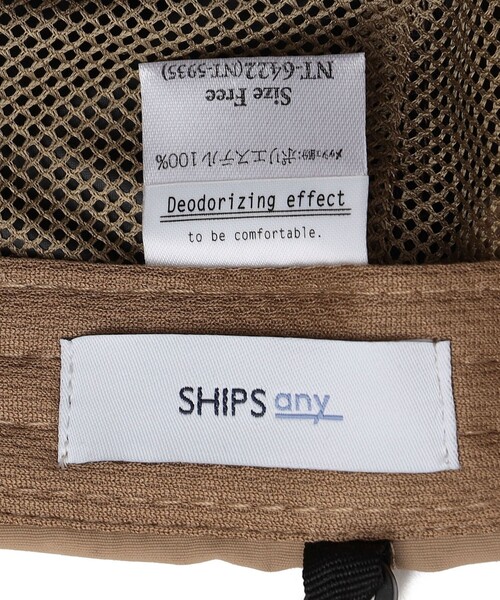 NT-6422(NT-5935)
Size Free
メッシュ部分:ポリエステル100%
Deodorizing effect
to be comfortable.
SHIPS any